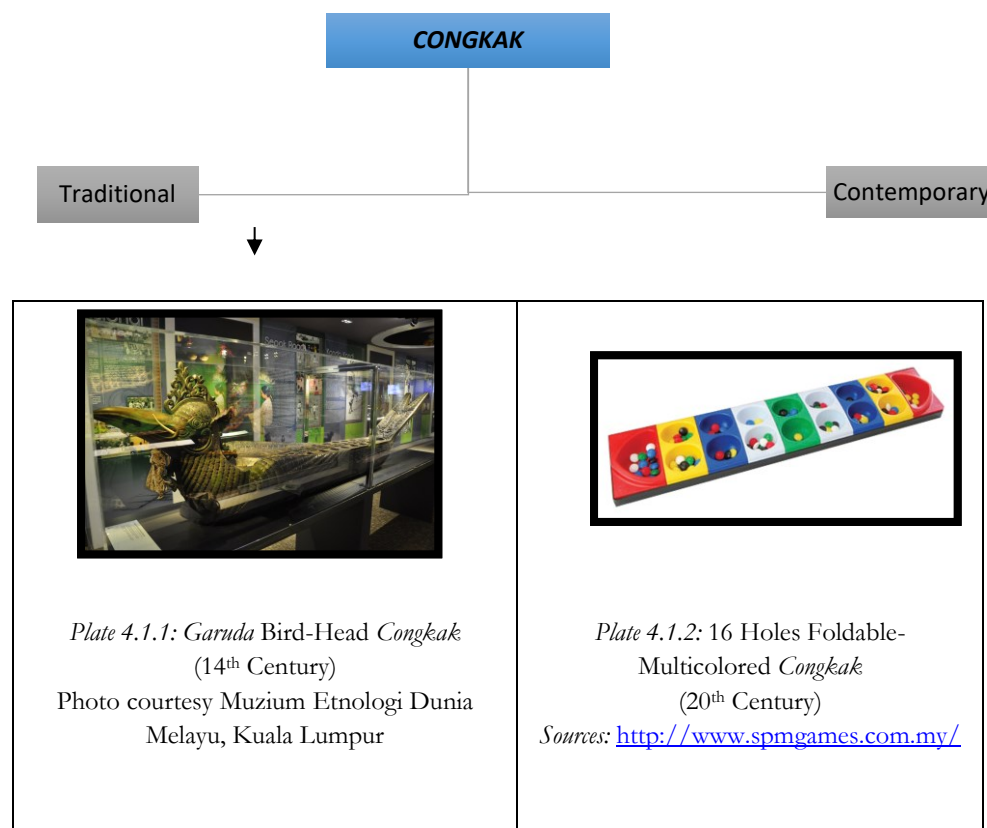 CONGKAK
Traditional
Contemporary
Plate 4.1.1: Garuda Bird-Head Congkak
(14th Century)
Photo courtesy Muzium Etnologi Dunia
Melayu, Kuala Lumpur
Plate 4.1.2: 16 Holes Foldable-
Multicolored Congkak
(20th Century)
Sources: http://www.spmgames.com.my/